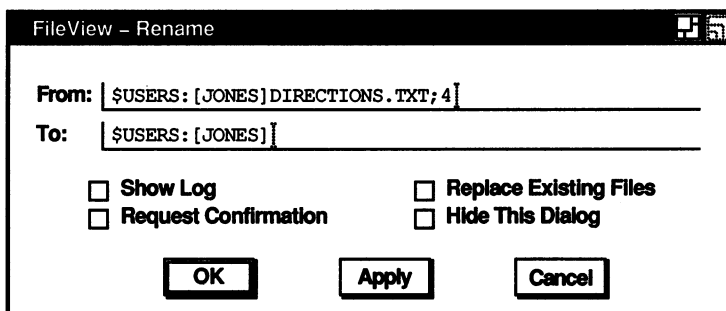 FileView – Rename
From: $USERS:[JONES]DIRECTIONS.TXT;4
To: $USERS:[JONES]
Show Log Replace Existing Files
Request Confirmation Hide This Dialog
OK Apply Cancel